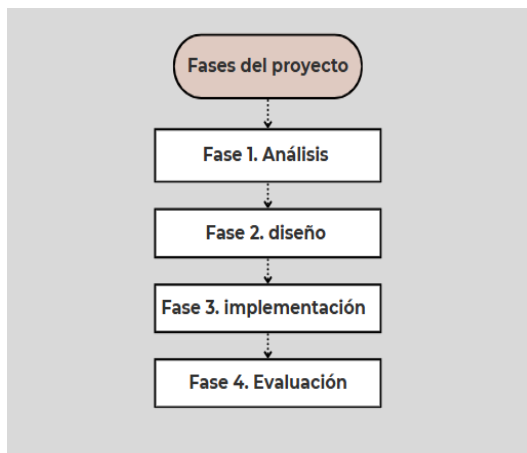 Fases del proyecto
Fase 1. Análisis
Fase 2. diseño
Fase 3. implementación
Fase 4. Evaluación